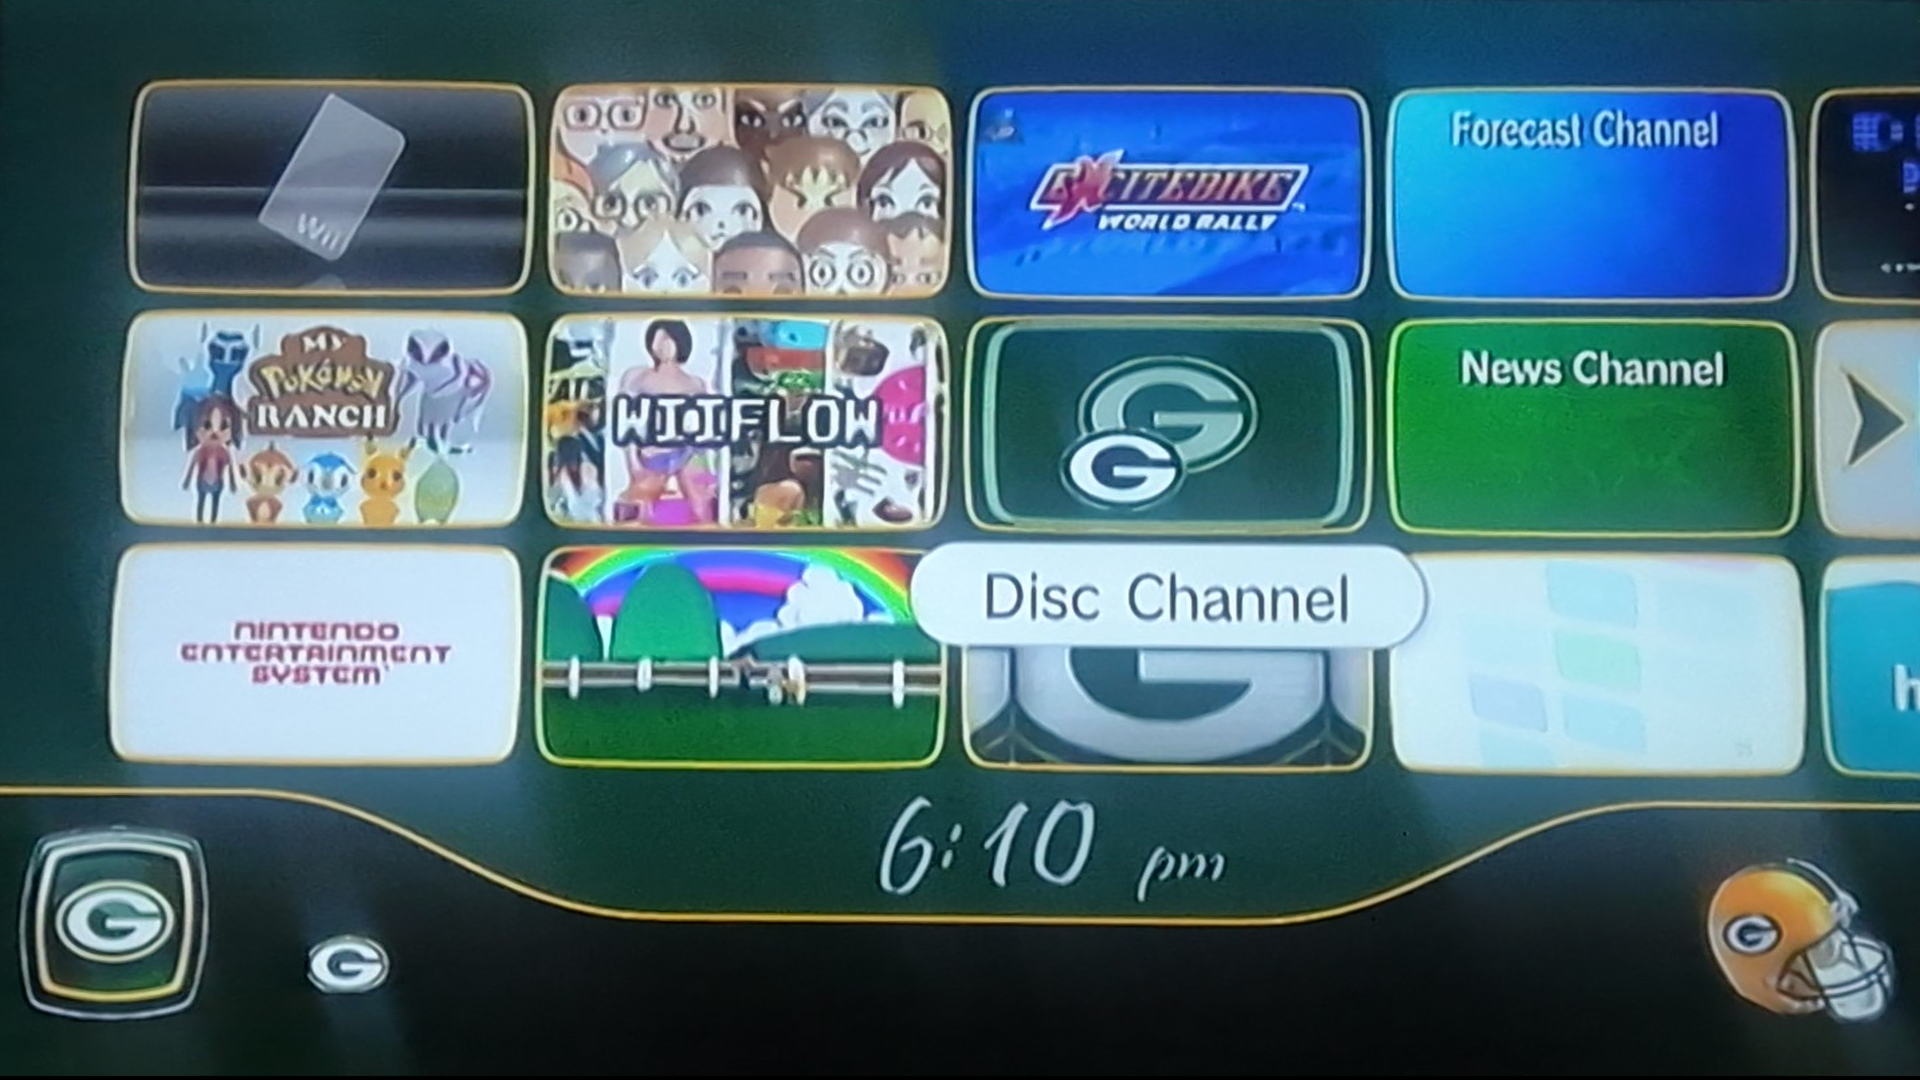 Wii
EXCITEBIKE
WORLD RALLY
Forecast Channel
MY
POKéMON
RANCH
WIIFLOW
G
G
News Channel
NINTENDO
ENTERTAINMENT
SYSTEM
Disc Channel
G
h
6:10 pm
G
G
G